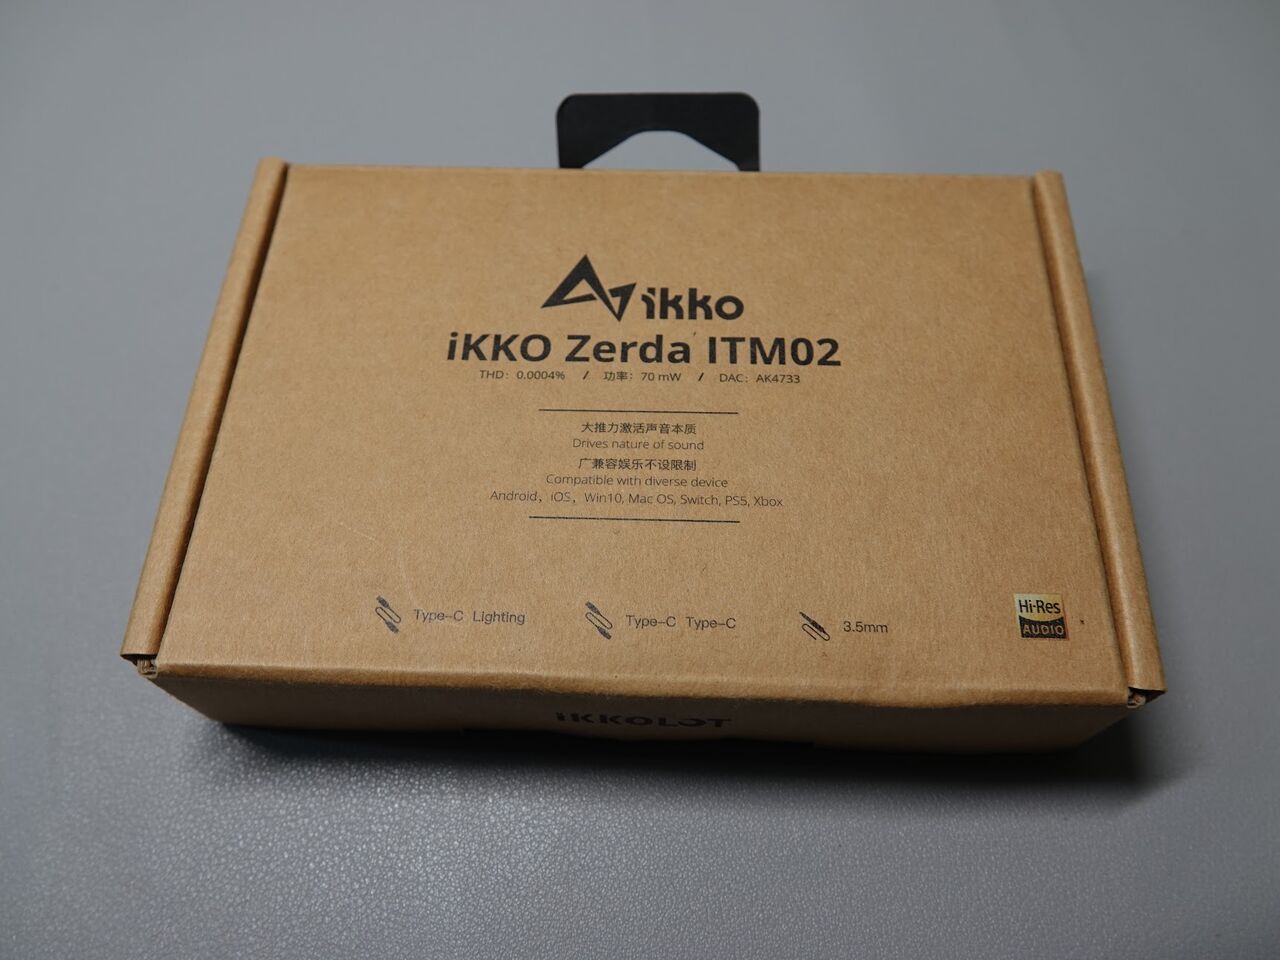 ikko
iKKO Zerda ITM02
THD: 0.0004% / 功率: 70 mW / DAC: AK4733
大推力激活声音本质
Drives nature of sound
广兼容娱乐不设限制
Compatible with diverse device
Android, iOS, Win10, Mac OS, Switch, PS5, Xbox
Type-C Lighting
Type-C Type-C
3.5mm
Hi-Res
AUDIO
iKKOLOT